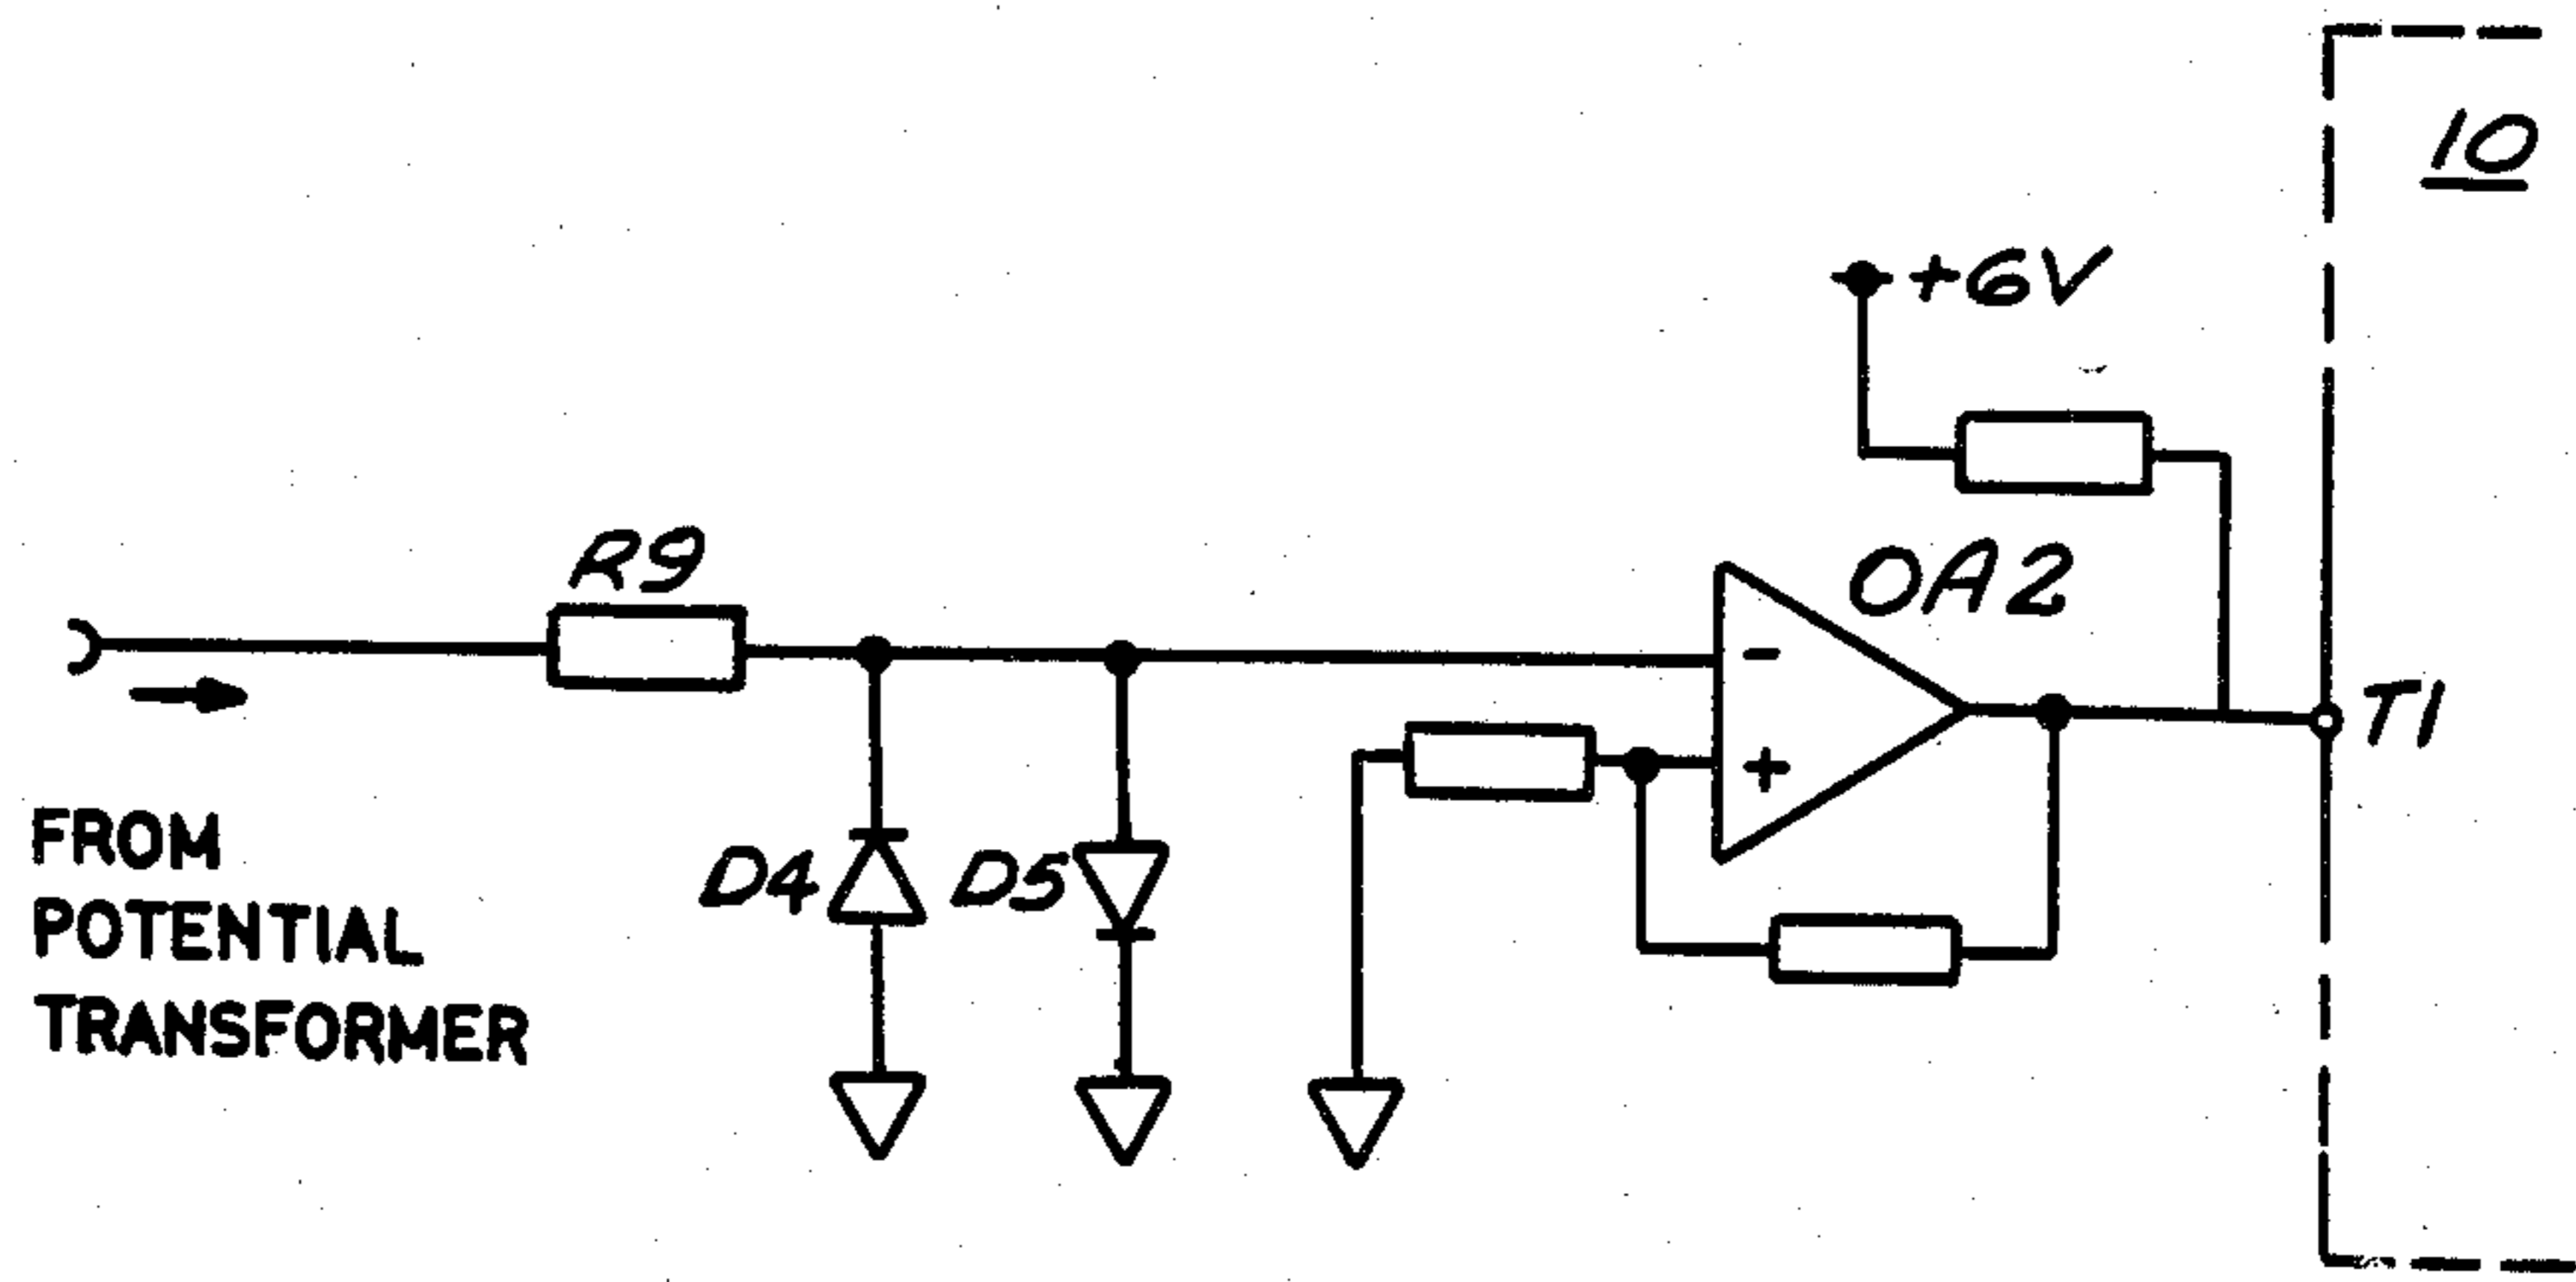 10
+6V
R9
OA2
-
+
T1
D4
D5
FROM
POTENTIAL
TRANSFORMER